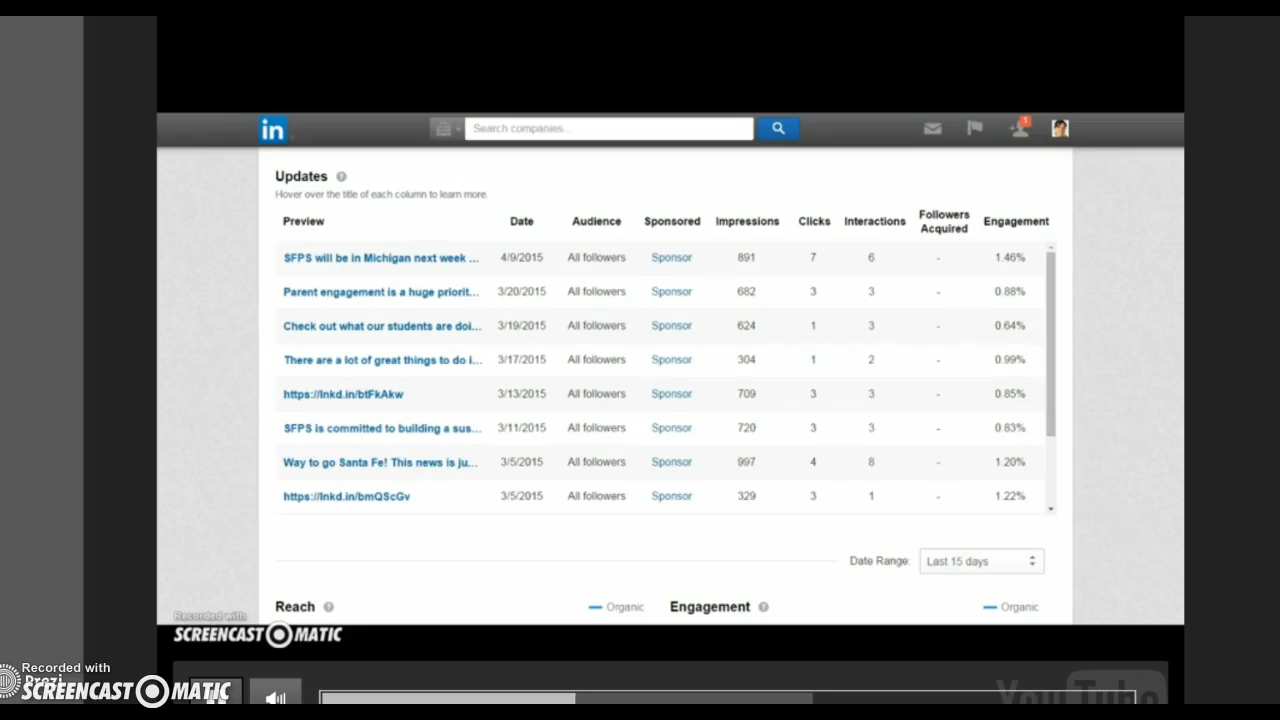 in
Search companies...
1
Updates
Hover over the title of each column to learn more.
Preview Date Audience Sponsored Impressions Clicks Interactions Followers Acquired Engagement
SFPS will be in Michigan next week ... 4/9/2015 All followers Sponsor 891 7 6 - 1.46%
Parent engagement is a huge priorit... 3/20/2015 All followers Sponsor 682 3 3 - 0.88%
Check out what our students are doi... 3/19/2015 All followers Sponsor 624 1 3 - 0.64%
There are a lot of great things to do i... 3/17/2015 All followers Sponsor 304 1 2 - 0.99%
https://lnkd.in/btFkAkw 3/13/2015 All followers Sponsor 709 3 3 - 0.85%
SFPS is committed to building a sus... 3/11/2015 All followers Sponsor 720 3 3 - 0.83%
Way to go Santa Fe! This news is ju... 3/5/2015 All followers Sponsor 997 4 8 - 1.20%
https://lnkd.in/bmQScGv 3/5/2015 All followers Sponsor 329 3 1 - 1.22%
Date Range: Last 15 days
Reach Organic Engagement Organic
Recorded with
SCREENCAST MATIC
Recorded with
Prezi
SCREENCAST MATIC
YouTube